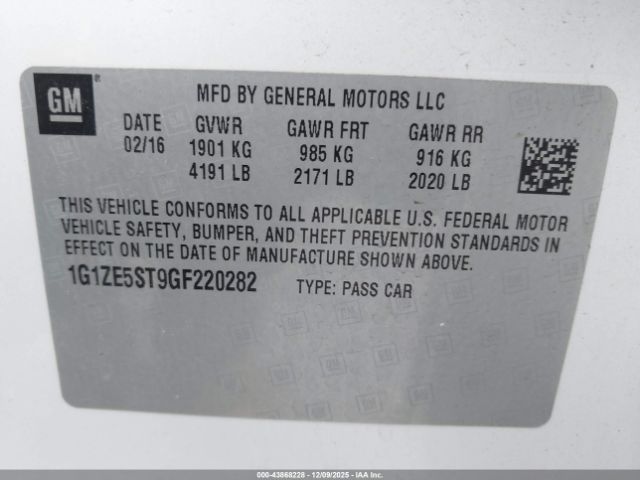 GM ®
MFD BY GENERAL MOTORS LLC
DATE GVWR GAWR FRT GAWR RR
02/16 1901 KG 985 KG 916 KG
4191 LB 2171 LB 2020 LB
THIS VEHICLE CONFORMS TO ALL APPLICABLE U.S. FEDERAL MOTOR
VEHICLE SAFETY, BUMPER, AND THEFT PREVENTION STANDARDS IN
EFFECT ON THE DATE OF MANUFACTURE SHOWN ABOVE.
1G1ZE5ST9GF220282 TYPE: PASS CAR
000-43868228 - 12/09/2025 - IAAI.CA